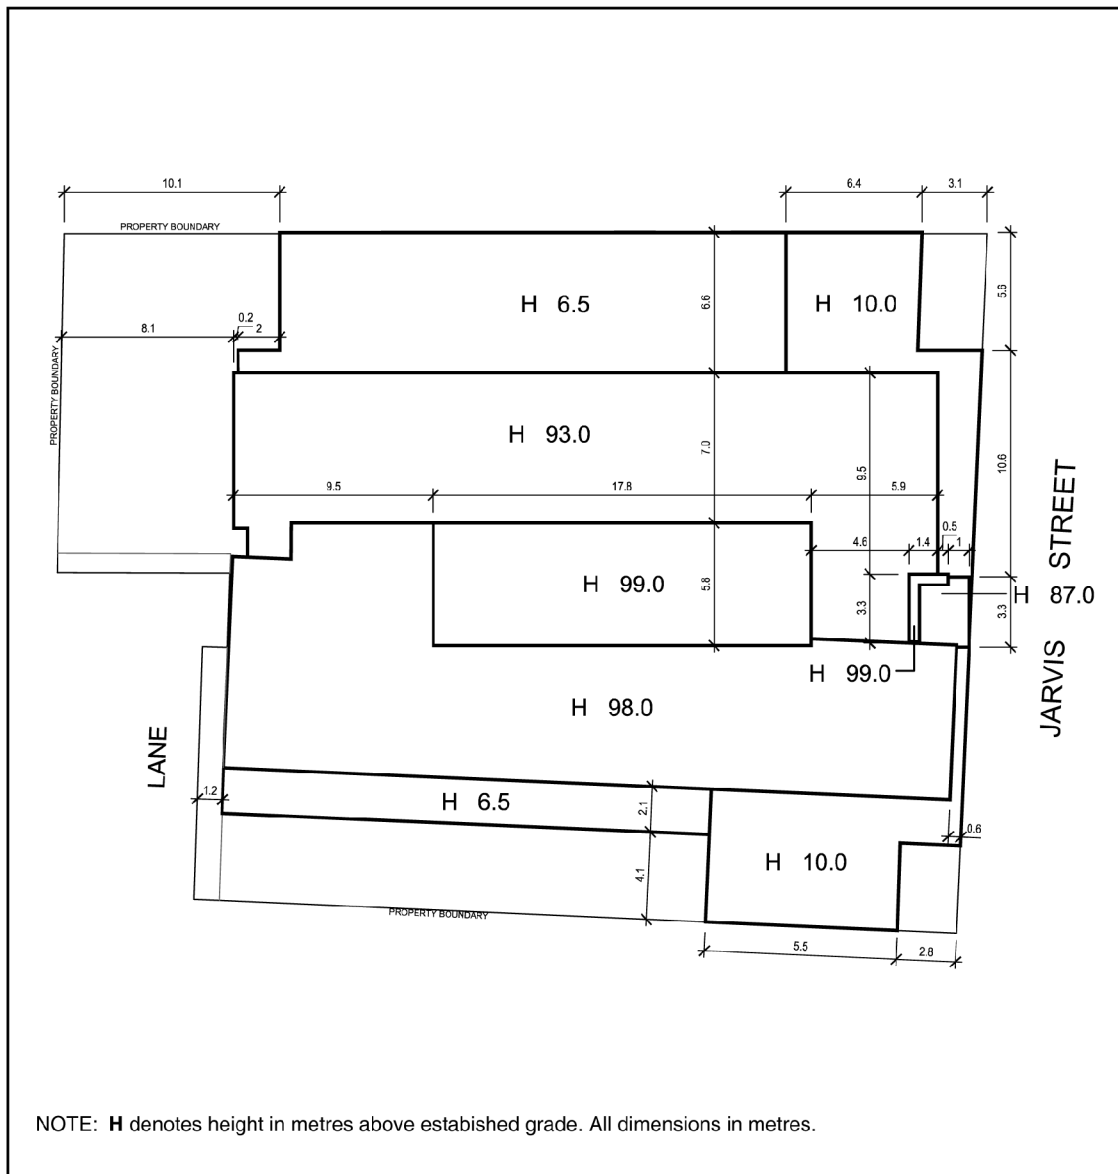 10.1
6.4
3.1
PROPERTY BOUNDARY
H 6.5
6.6
H 10.0
0.2
8.1
2
PROPERTY BOUNDARY
H 93.0
7.0
9.5
10.6
9.5
17.8
5.9
STREET
0.5
4.6
1.4
1
H 99.0
5.8
H 87.0
3.3
3.3
H 99.0
JARVIS
H 98.0
LANE
1.2
H 6.5
2.1
0.6
H 10.0
4.1
PROPERTY BOUNDARY
5.5
2.8
NOTE: H denotes height in metres above estabished grade. All dimensions in metres.